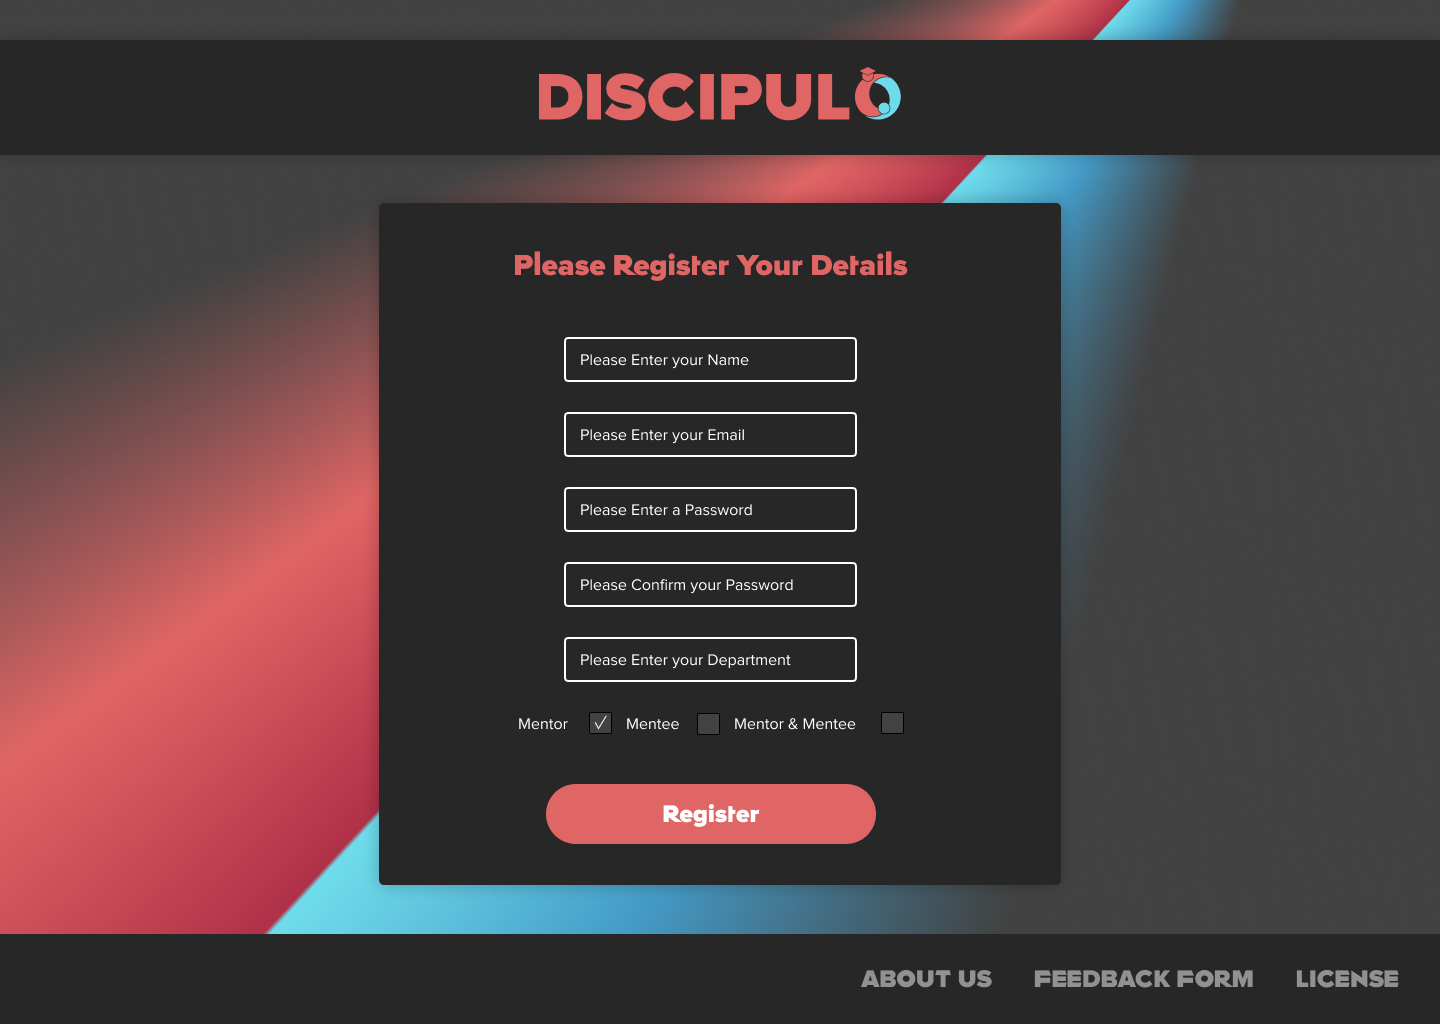 DISCIPULO
Please Register Your Details
Please Enter your Name
Please Enter your Email
Please Enter a Password
Please Confirm your Password
Please Enter your Department
Mentor ✓ Mentee Mentor & Mentee
Register
ABOUT US FEEDBACK FORM LICENSE